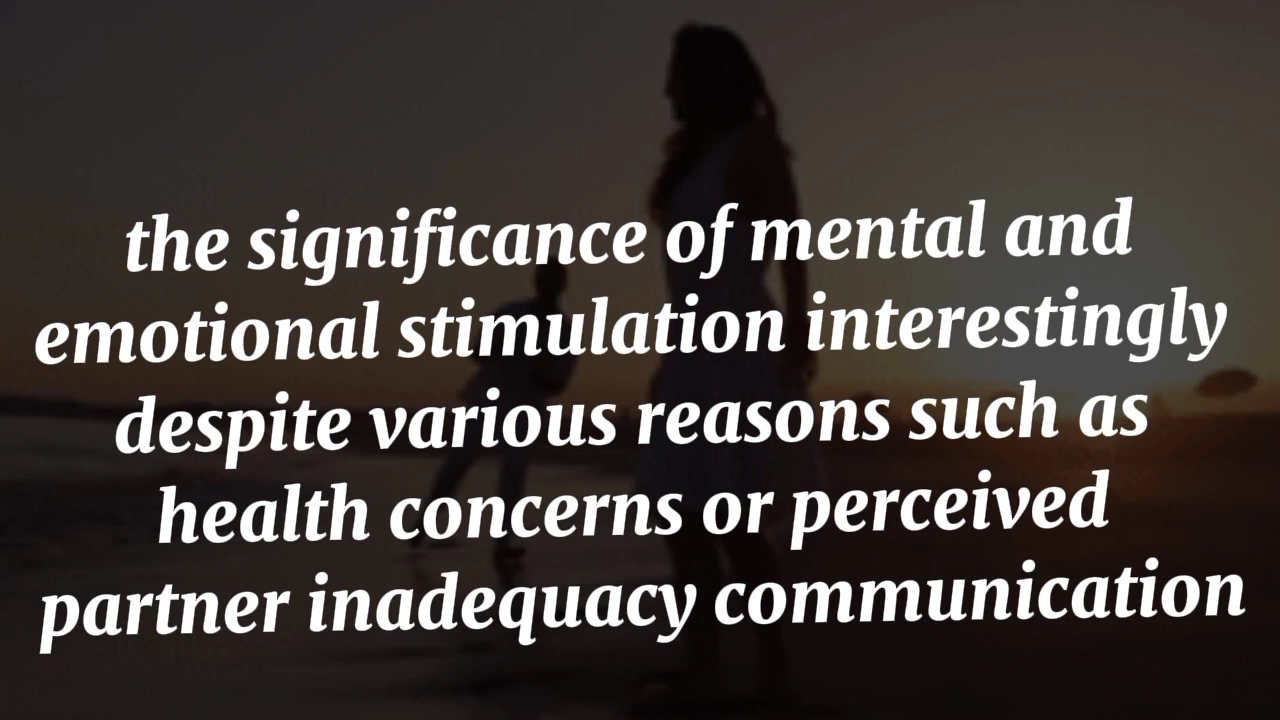 the significance of mental and
emotional stimulation interestingly
despite various reasons such as
health concerns or perceived
partner inadequacy communication